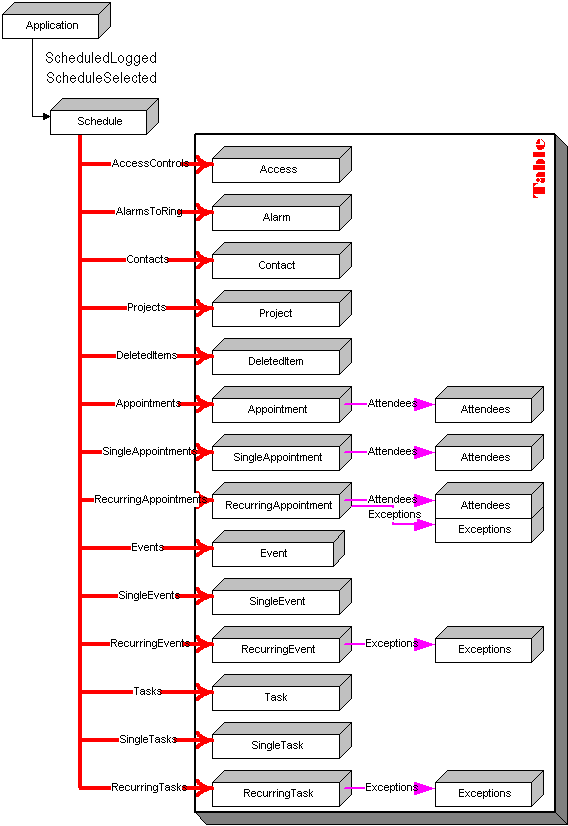 Application
ScheduledLogged
ScheduleSelected
Schedule
Table
AccessControls
Access
AlarmsToRing
Alarm
Contacts
Contact
Projects
Project
DeletedItems
DeletedItem
Appointments
Appointment
Attendees
Attendees
SingleAppointments
SingleAppointment
Attendees
Attendees
RecurringAppointments
RecurringAppointment
Attendees
Attendees
Exceptions
Exceptions
Events
Event
SingleEvents
SingleEvent
RecurringEvents
RecurringEvent
Exceptions
Exceptions
Tasks
Task
SingleTasks
SingleTask
RecurringTasks
RecurringTask
Exceptions
Exceptions